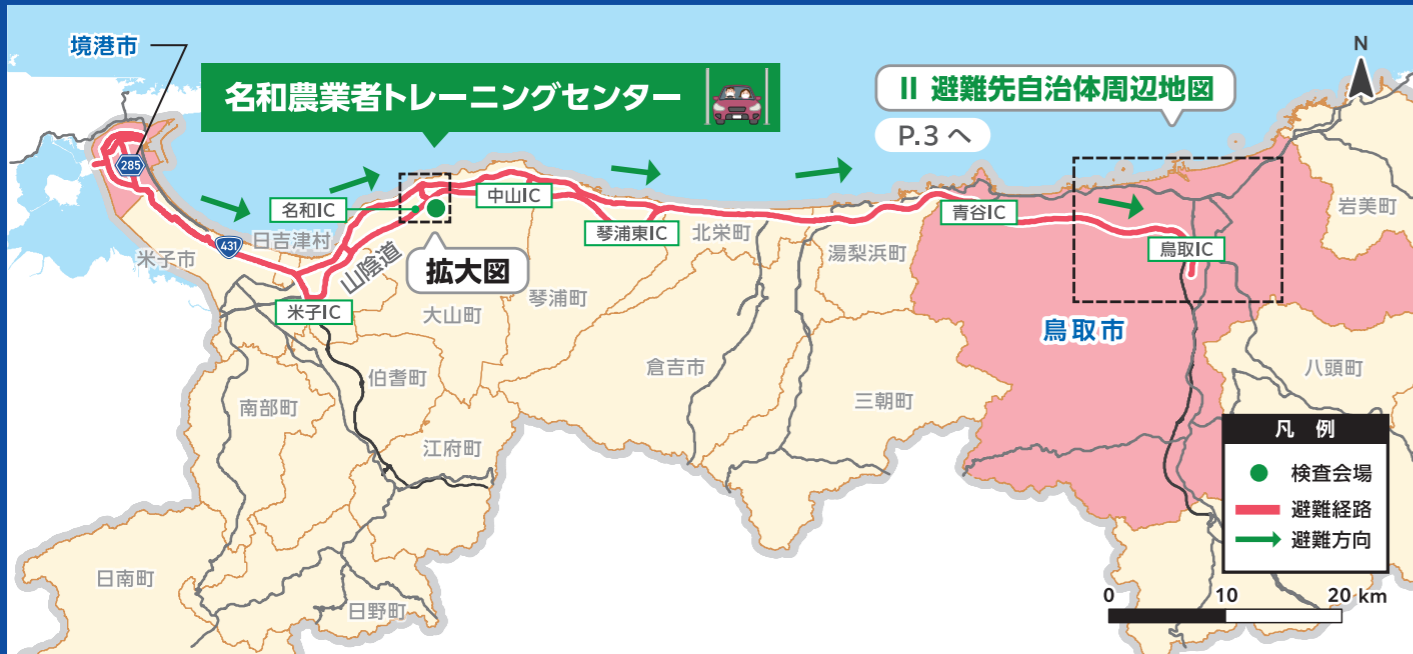 境港市
名和農業者トレーニングセンター
II 避難先自治体周辺地図
P.3 へ
N
285
名和IC
中山IC
青谷IC
岩美町
431
日吉津村
琴浦東IC
北栄町
湯梨浜町
鳥取IC
米子市
山陰道
拡大図
琴浦町
米子IC
大山町
鳥取市
伯耆町
倉吉市
八頭町
南部町
三朝町
江府町
凡 例
検査会場
避難経路
避難方向
日南町
日野町
0 10 20 km